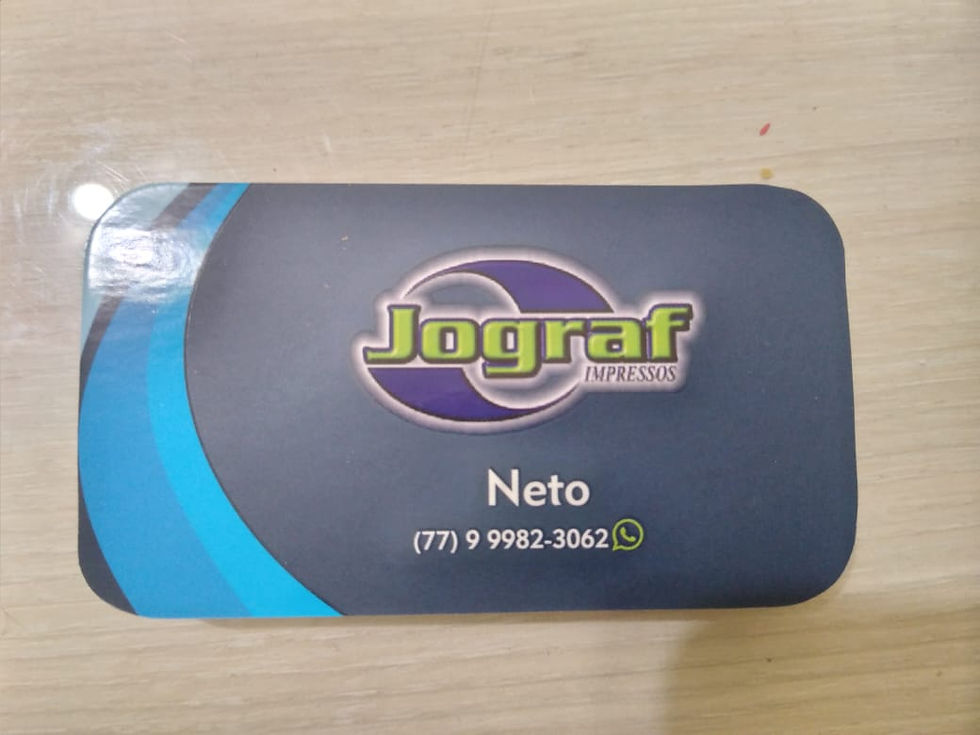 Jograf
IMPRESSOS
Neto
(77) 9 9982-3062